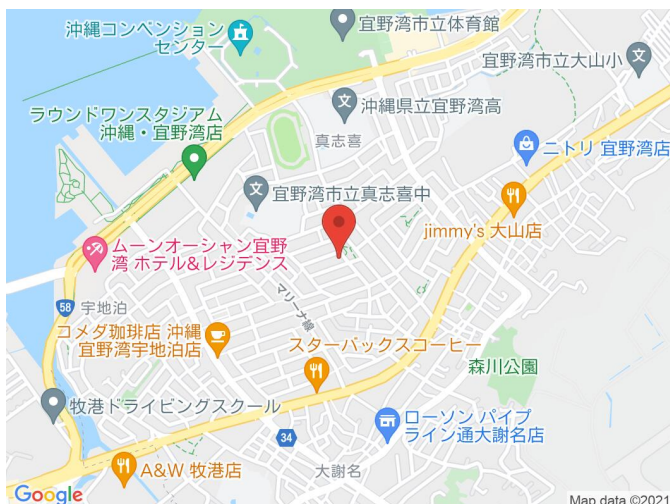 沖縄コンベンション
センター
宜野湾市立体育館
宜野湾市立大山小
ラウンドワンスタジアム
沖縄・宜野湾店
沖縄県立宜野湾高
真志喜
ニトリ 宜野湾店
宜野湾市立真志喜中
jimmy's 大山店
ムーンオーシャン宜野
湾 ホテル&レジデンス
58
宇地泊
マリーナ線
コメダ珈琲店 沖縄
宜野湾宇地泊店
スターバックスコーヒー
森川公園
牧港ドライビングスクール
ローソン パイプ
ライン通大謝名店
34
A&W 牧港店
大謝名
Google
Map data ©2021